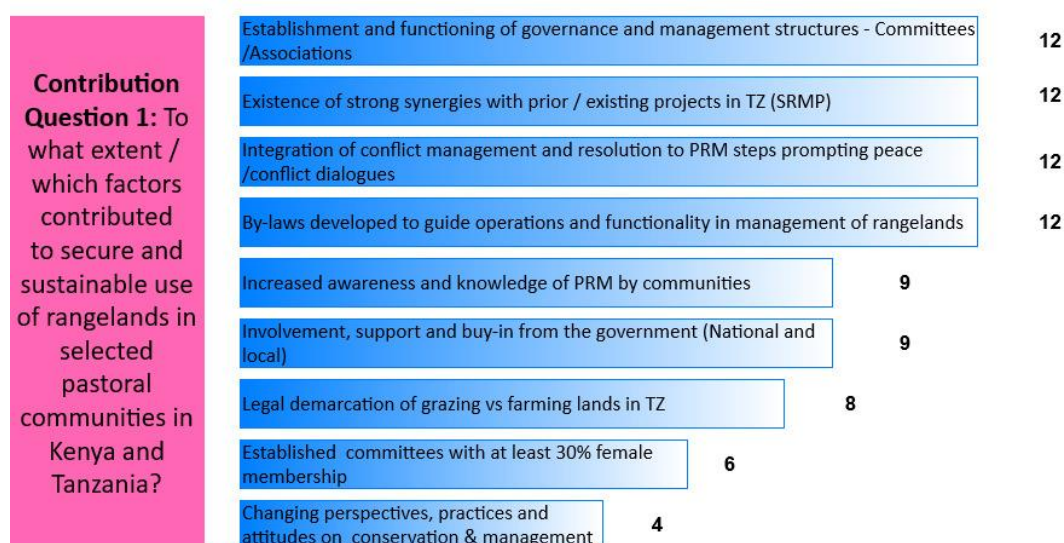 Contribution
Question 1: To
what extent /
which factors
contributed
to secure and
sustainable use
of rangelands in
selected
pastoral
communities in
Kenya and
Tanzania?
Establishment and functioning of governance and management structures - Committees
/Associations
12
Existence of strong synergies with prior / existing projects in TZ (SRMP)
12
Integration of conflict management and resolution to PRM steps prompting peace
/conflict dialogues
12
By-laws developed to guide operations and functionality in management of rangelands
12
Increased awareness and knowledge of PRM by communities
9
Involvement, support and buy-in from the government (National and
local)
9
Legal demarcation of grazing vs farming lands in TZ
8
Established committees with at least 30% female
membership
6
Changing perspectives, practices and
attitudes on conservation & management
4